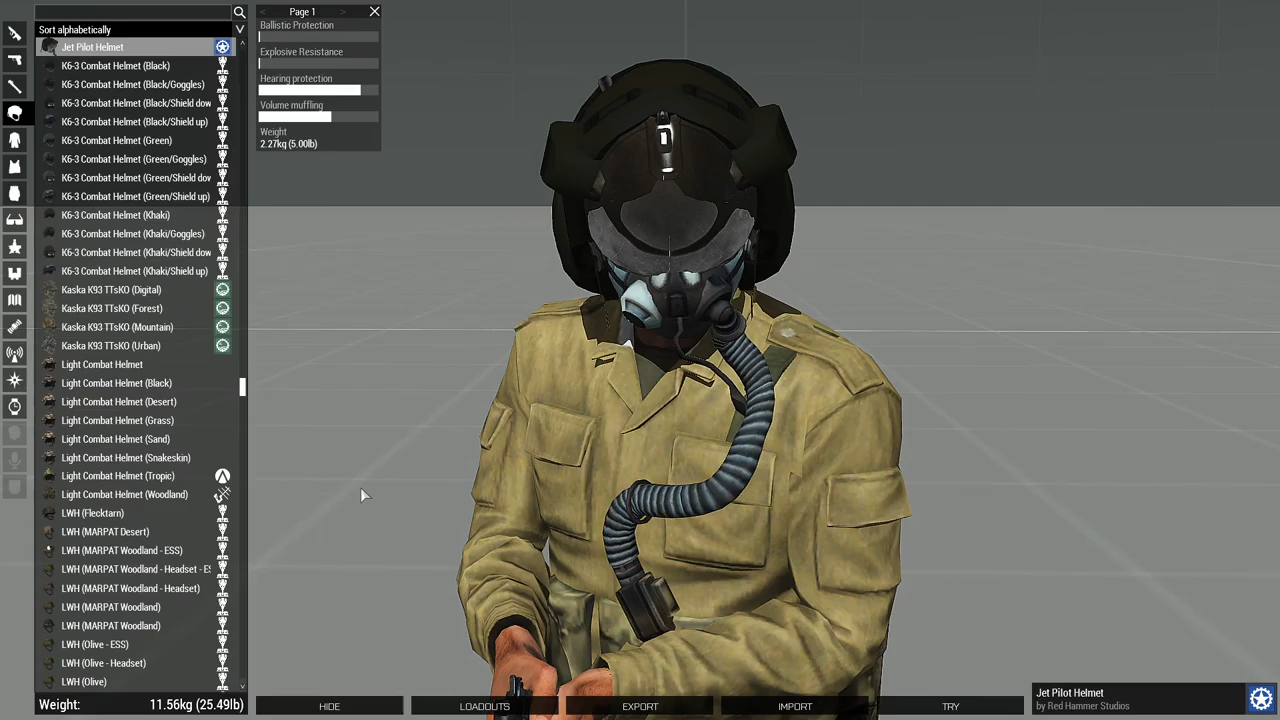 Sort alphabetically
Jet Pilot Helmet
K6-3 Combat Helmet (Black)
K6-3 Combat Helmet (Black/Goggles)
K6-3 Combat Helmet (Black/Shield dow
K6-3 Combat Helmet (Black/Shield up)
K6-3 Combat Helmet (Green)
K6-3 Combat Helmet (Green/Goggles)
K6-3 Combat Helmet (Green/Shield dow
K6-3 Combat Helmet (Green/Shield up)
K6-3 Combat Helmet (Khaki)
K6-3 Combat Helmet (Khaki/Goggles)
K6-3 Combat Helmet (Khaki/Shield dow
K6-3 Combat Helmet (Khaki/Shield up)
Kaska K93 TTsKO (Digital)
Kaska K93 TTsKO (Forest)
Kaska K93 TTsKO (Mountain)
Kaska K93 TTsKO (Urban)
Light Combat Helmet
Light Combat Helmet (Black)
Light Combat Helmet (Desert)
Light Combat Helmet (Grass)
Light Combat Helmet (Sand)
Light Combat Helmet (Snakeskin)
Light Combat Helmet (Tropic)
Light Combat Helmet (Woodland)
LWH (Flecktarn)
LWH (MARPAT Desert)
LWH (MARPAT Woodland - ESS)
LWH (MARPAT Woodland - Headset - ES
LWH (MARPAT Woodland - Headset)
LWH (MARPAT Woodland)
LWH (MARPAT Woodland)
LWH (Olive - ESS)
LWH (Olive - Headset)
LWH (Olive)
Weight: 11.56kg (25.49lb)
< Page 1 >
Ballistic Protection
Explosive Resistance
Hearing protection
Volume muffling
Weight
2.27kg (5.00lb)
HIDE
LOADOUTS
EXPORT
IMPORT
TRY
Jet Pilot Helmet
by Red Hammer Studios